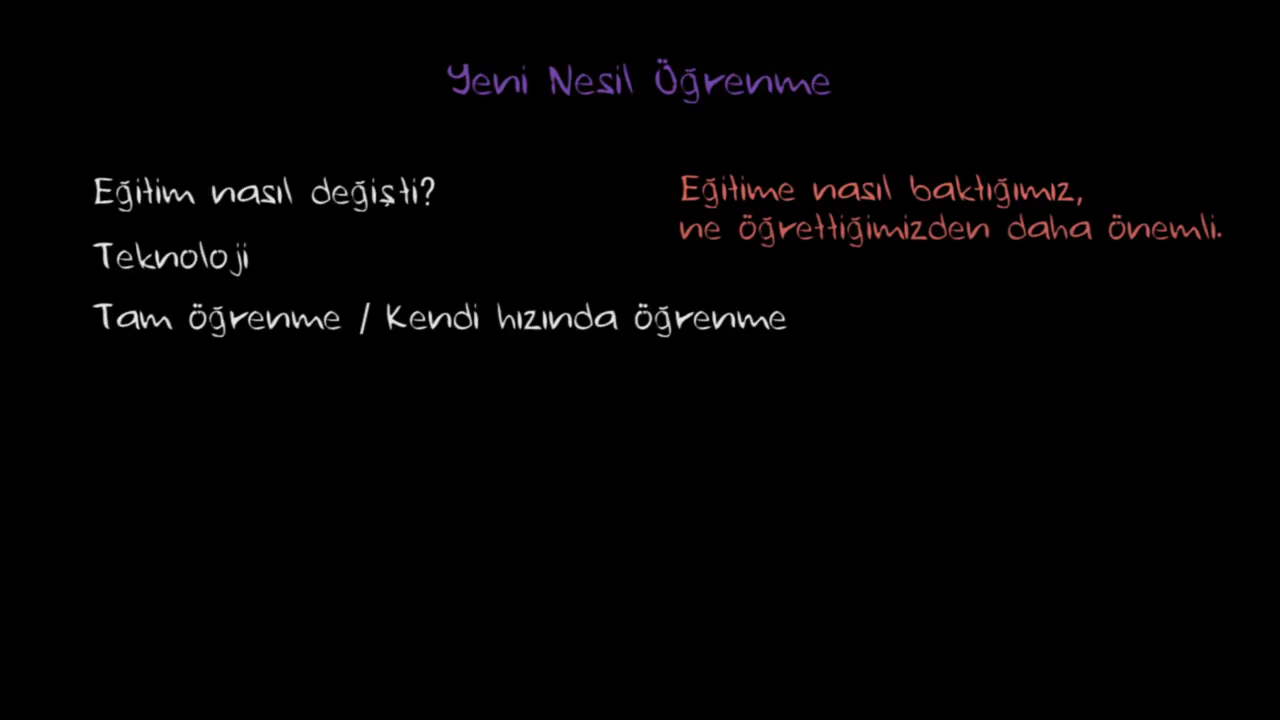 Yeni Nesil Öğrenme
Eğitim nasıl değişti?
Teknoloji
Tam öğrenme / Kendi hızında öğrenme
Eğitime nasıl baktığımız,
ne öğrettiğimizden daha önemli.